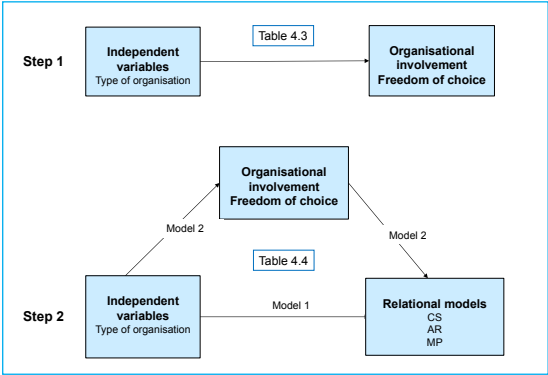 Step 1
Independent
variables
Type of organisation
Table 4.3
Organisational
involvement
Freedom of choice
Organisational
involvement
Freedom of choice
Model 2
Model 2
Table 4.4
Step 2
Independent
variables
Type of organisation
Model 1
Relational models
CS
AR
MP